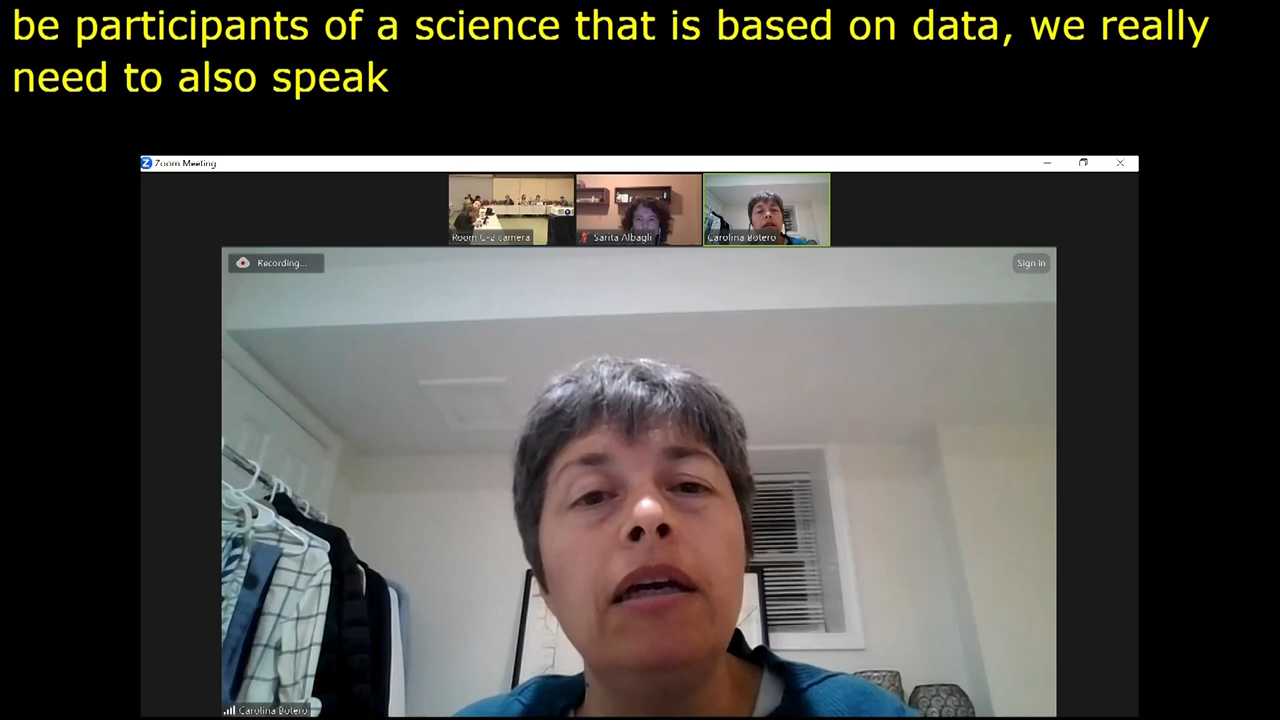 be participants of a science that is based on data, we really
need to also speak
Zoom Meeting
Room C-2 camera
Sarita Albagli
Carolina Botero
Recording...
Sign in
Carolina Botero